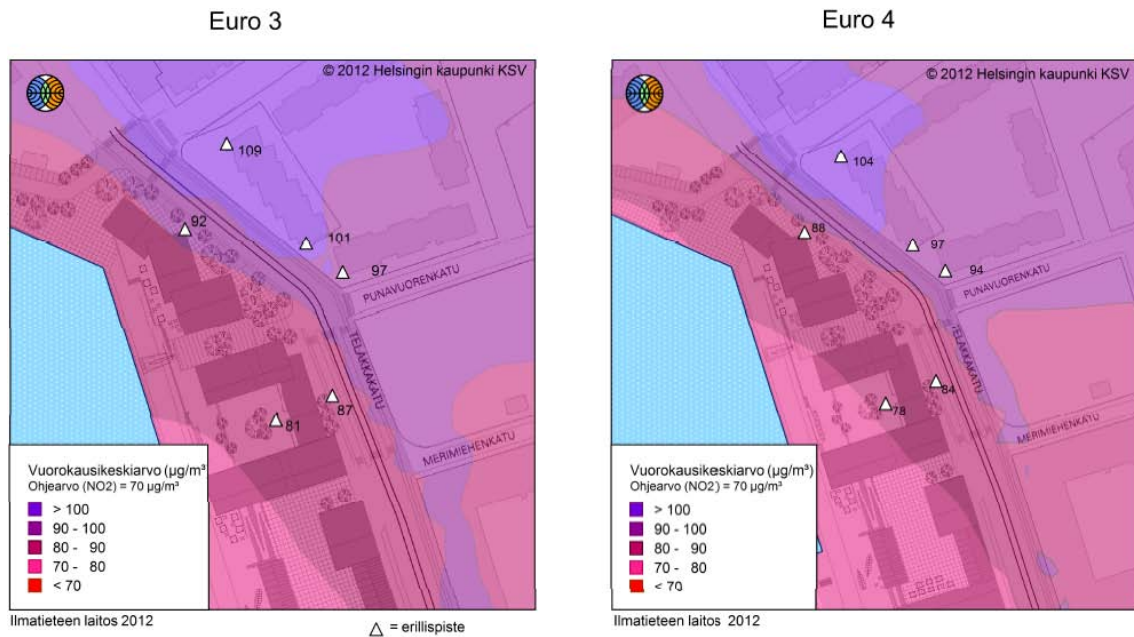 Euro 3
© 2012 Helsingin kaupunki KSV
109
92
101
97
PUNAVUORENKATU
TELAKKAKATU
87
81
MERIMIEHENKATU
Vuorokausikeskiarvo (µg/m³)
Ohjearvo (NO2) = 70 µg/m³
> 100
90 - 100
80 - 90
70 - 80
< 70
Ilmatieteen laitos 2012
= erillispiste
Euro 4
© 2012 Helsingin kaupunki KSV
104
88
97
94
PUNAVUORENKATU
TELAKKAKATU
84
78
MERIMIEHENKATU
Vuorokausikeskiarvo (µg/m³)
Ohjearvo (NO2) = 70 µg/m³
> 100
90 - 100
80 - 90
70 - 80
< 70
Ilmatieteen laitos 2012